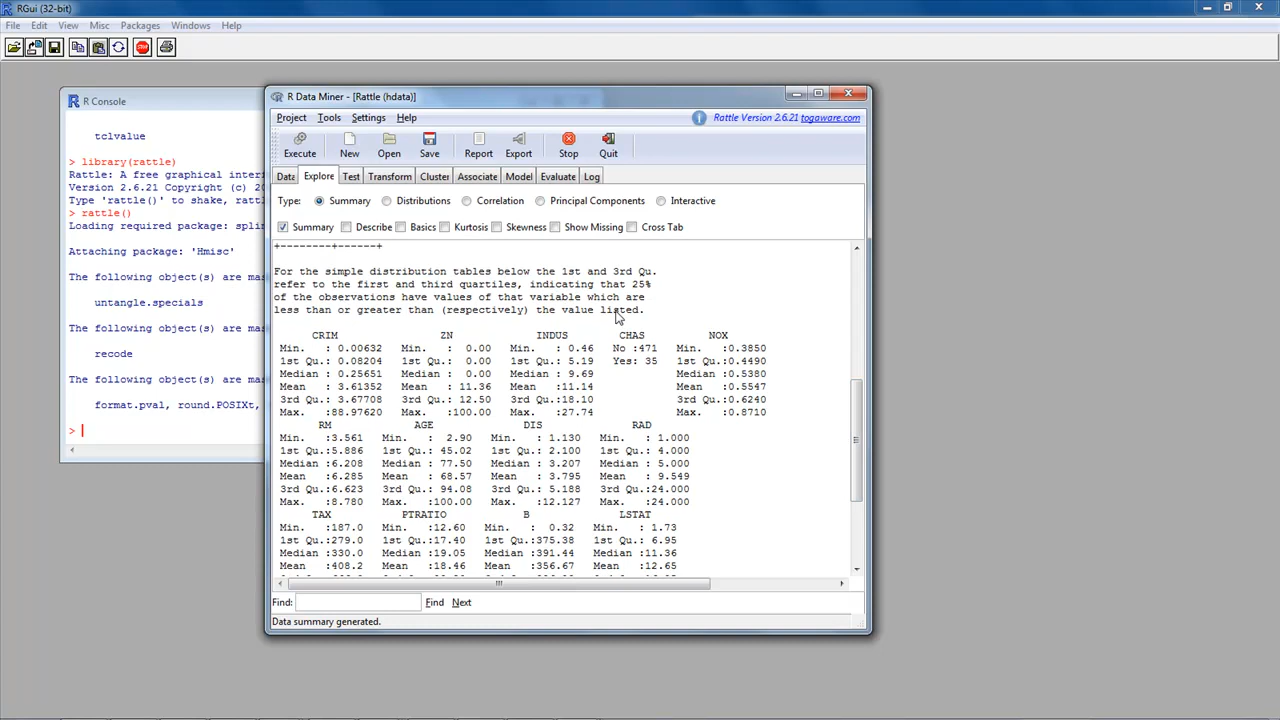 RGui (32-bit)
File Edit View Misc Packages Windows Help
STOP
R Console
tclvalue
> library(rattle)
Rattle: A free graphical interf
Version 2.6.21 Copyright (c) 20
Type 'rattle()' to shake, rattl
> rattle()
Loading required package: splin
Attaching package: 'Hmisc'
The following object(s) are mas
untangle.specials
The following object(s) are mas
recode
The following object(s) are mas
format.pval, round.POSIXt,
>
R Data Miner - [Rattle (hdata)]
Project Tools Settings Help
Rattle Version 2.6.21 togaware.com
Execute New Open Save Report Export Stop Quit
Data Explore Test Transform Cluster Associate Model Evaluate Log
Type: Summary Distributions Correlation Principal Components Interactive
Summary Describe Basics Kurtosis Skewness Show Missing Cross Tab
+--------+------+
For the simple distribution tables below the 1st and 3rd Qu.
refer to the first and third quartiles, indicating that 25%
of the observations have values of that variable which are
less than or greater than (respectively) the value listed.
CRIM ZN INDUS CHAS NOX
Min. : 0.00632 Min. : 0.00 Min. : 0.46 No :471 Min. :0.3850
1st Qu.: 0.08204 1st Qu.: 0.00 1st Qu.: 5.19 Yes: 35 1st Qu.:0.4490
Median : 0.25651 Median : 0.00 Median : 9.69 Median :0.5380
Mean : 3.61352 Mean : 11.36 Mean :11.14 Mean :0.5547
3rd Qu.: 3.67708 3rd Qu.: 12.50 3rd Qu.:18.10 3rd Qu.:0.6240
Max. :88.97620 Max. :100.00 Max. :27.74 Max. :0.8710
RM AGE DIS RAD
Min. :3.561 Min. : 2.90 Min. : 1.130 Min. : 1.000
1st Qu.:5.886 1st Qu.: 45.02 1st Qu.: 2.100 1st Qu.: 4.000
Median :6.208 Median : 77.50 Median : 3.207 Median : 5.000
Mean :6.285 Mean : 68.57 Mean : 3.795 Mean : 9.549
3rd Qu.:6.623 3rd Qu.: 94.08 3rd Qu.: 5.188 3rd Qu.:24.000
Max. :8.780 Max. :100.00 Max. :12.127 Max. :24.000
TAX PTRATIO B LSTAT
Min. :187.0 Min. :12.60 Min. : 0.32 Min. : 1.73
1st Qu.:279.0 1st Qu.:17.40 1st Qu.:375.38 1st Qu.: 6.95
Median :330.0 Median :19.05 Median :391.44 Median :11.36
Mean :408.2 Mean :18.46 Mean :356.67 Mean :12.65
Find: Find Next
Data summary generated.